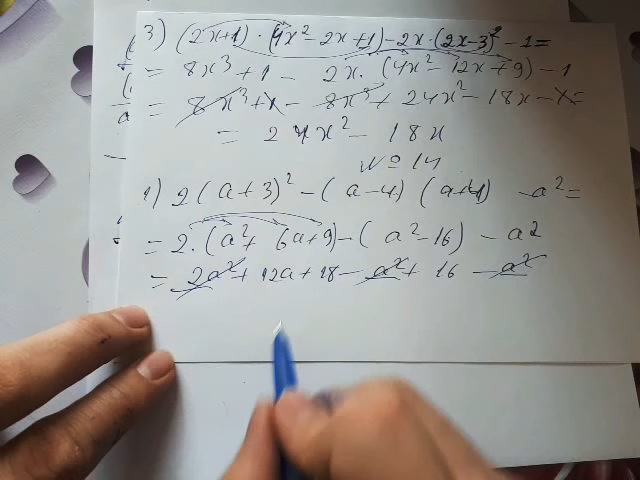 3) (2x+1) · (4x² - 2x + 1) - 2x · (2x-3)² - 1 =
= 8x³ + 1 - 2x · (4x² - 12x + 9) - 1
= 8x³ + 1 - 8x³ + 24x² - 18x - 1 =
= 24x² - 18x
№ 14
1) 2(a+3)² - (a-4)(a+4) - a² =
= 2·(a² + 6a + 9) - (a² - 16) - a²
= 2a² + 12a + 18 - a² + 16 - a²